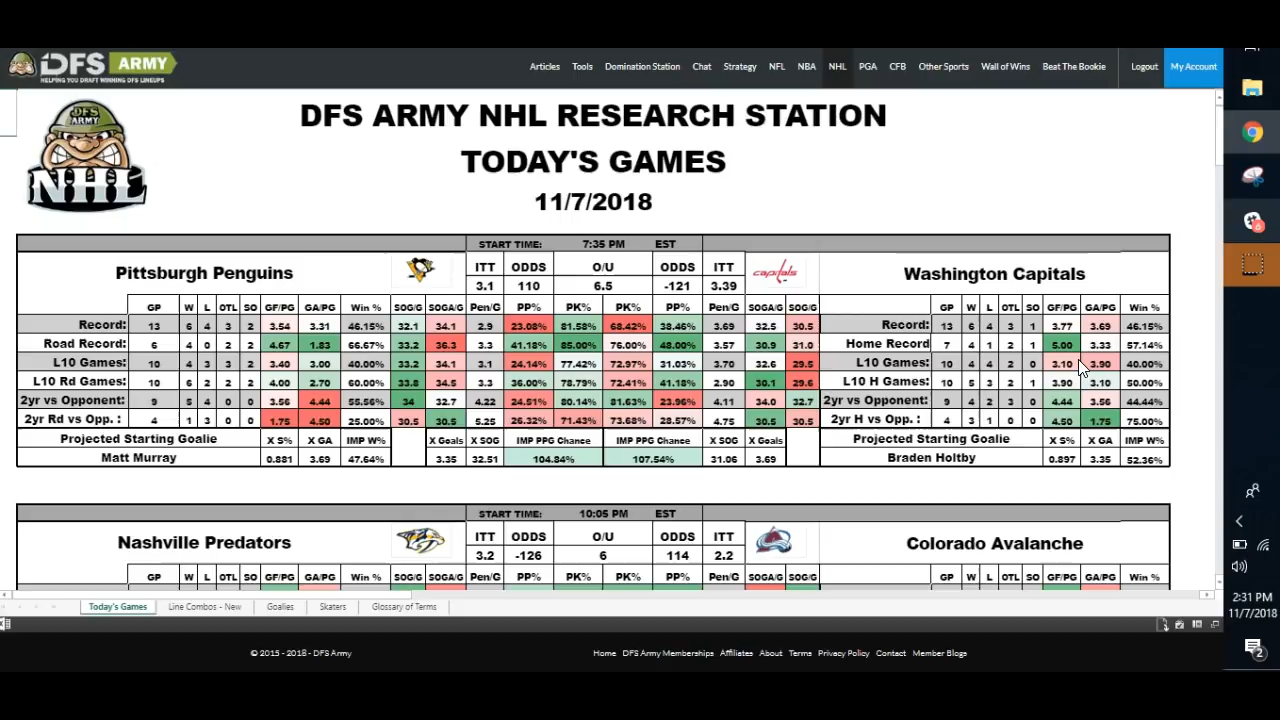 DFS ARMY
HELPING YOU DRAFT WINNING DFS LINEUPS
Articles Tools Domination Station Chat Strategy NFL NBA NHL PGA CFB Other Sports Wall of Wins Beat The Bookie Logout My Account
DFS ARMY NHL
DFS ARMY NHL RESEARCH STATION
TODAY'S GAMES
11/7/2018
START TIME: 7:35 PM EST
Pittsburgh Penguins ITT ODDS O/U ODDS ITT capitals Washington Capitals
3.1 110 6.5 -121 3.39
GP W L OTL SO GF/PG GA/PG Win % SOG/G SOGA/G Pen/G PP% PK% PK% PP% Pen/G SOGA/G SOG/G GP W L OTL SO GF/PG GA/PG Win %
Record: 13 6 4 3 2 3.54 3.31 46.15% 32.1 34.1 2.9 23.08% 81.58% 68.42% 38.46% 3.69 32.5 30.5 Record: 13 6 4 3 1 3.77 3.69 46.15%
Road Record: 6 4 0 2 2 4.67 1.83 66.67% 33.2 36.3 3.3 41.18% 85.00% 76.00% 48.00% 3.57 30.9 31.0 Home Record 7 4 1 2 1 5.00 3.33 57.14%
L10 Games: 10 4 3 3 2 3.40 3.00 40.00% 33.2 34.1 3.1 24.14% 77.42% 72.97% 31.03% 3.70 32.6 29.5 L10 Games: 10 4 4 2 0 3.10 3.90 40.00%
L10 Rd Games: 10 6 2 2 2 4.00 2.70 60.00% 33.8 34.5 3.3 36.00% 78.79% 72.41% 41.18% 2.90 30.1 29.6 L10 H Games: 10 5 3 2 1 3.90 3.10 50.00%
2yr vs Opponent: 9 5 4 0 0 3.56 4.44 55.56% 34 32.7 4.22 24.51% 80.14% 81.63% 23.96% 4.11 34.0 32.7 2yr vs Opponent: 9 4 2 3 0 4.44 3.56 44.44%
2yr Rd vs Opp. : 4 1 3 0 0 1.75 4.50 25.00% 30.5 30.5 5.25 26.32% 71.43% 73.68% 28.57% 4.75 30.5 30.5 2yr H vs Opp.: 4 3 1 0 0 4.50 1.75 75.00%
Projected Starting Goalie X S% X GA IMP W% X Goals X SOG IMP PPG Chance IMP PPG Chance X SOG X Goals Projected Starting Goalie X S% X GA IMP W%
Matt Murray 0.881 3.69 47.64% 3.35 32.51 104.84% 107.54% 31.06 3.69 Braden Holtby 0.897 3.35 52.36%
START TIME: 10:05 PM EST
Nashville Predators ITT ODDS O/U ODDS ITT Colorado Avalanche
3.2 -126 6 114 2.2
GP W L OTL SO GF/PG GA/PG Win % SOG/G SOGA/G Pen/G PP% PK% PK% PP% Pen/G SOGA/G SOG/G GP W L OTL SO GF/PG GA/PG Win %
Today's Games Line Combos - New Goalies Skaters Glossary of Terms
© 2015 - 2018 - DFS Army Home DFS Army Memberships Affiliates About Terms Privacy Policy Contact Member Blogs
2:31 PM
11/7/2018
2